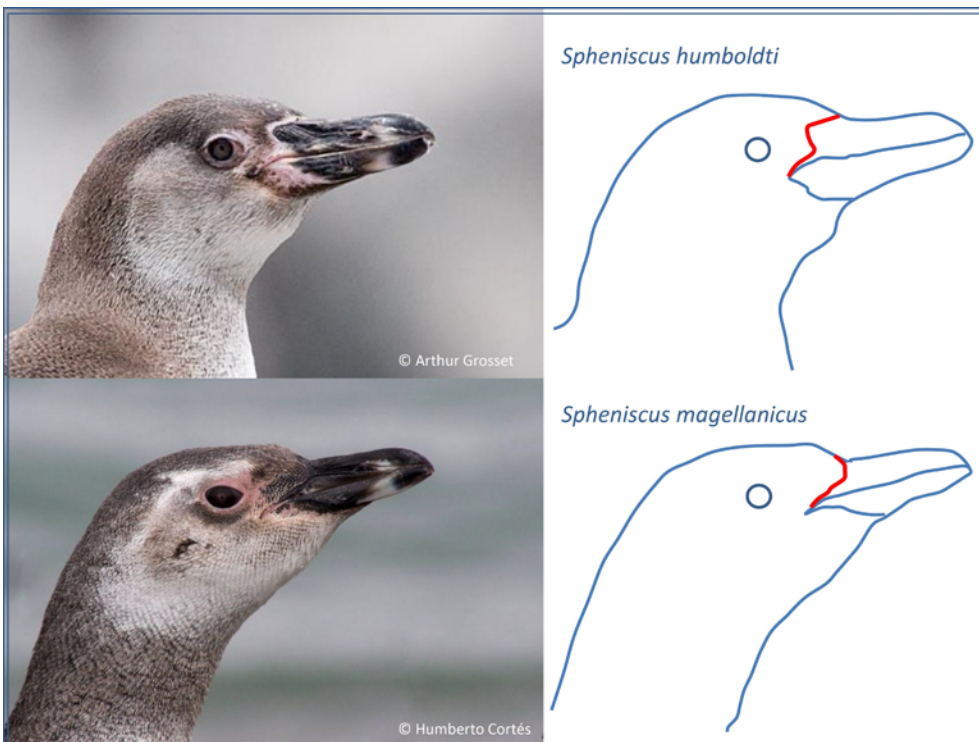 Spheniscus humboldti
© Arthur Grosset
Spheniscus magellanicus
© Humberto Cortés